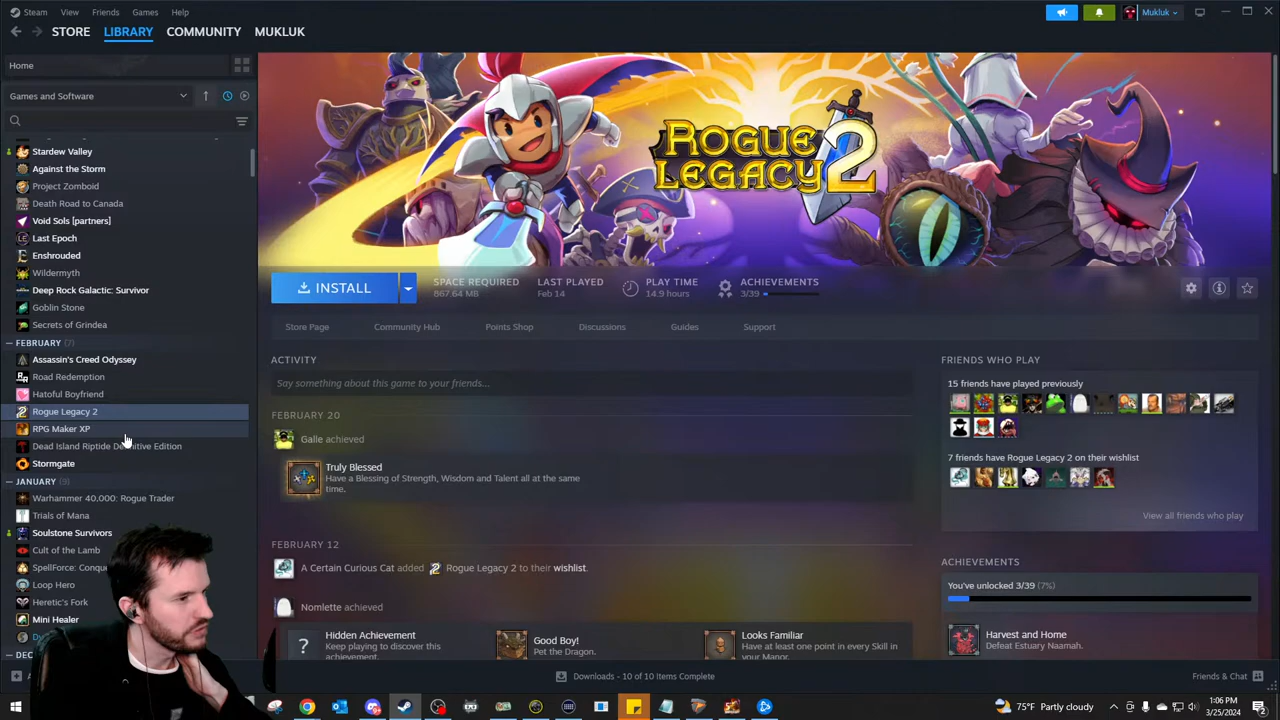 Steam View Friends Games Help
Mukluk
STORE LIBRARY COMMUNITY MUKLUK
Home
Games and Software
Stardew Valley
Against the Storm
Project Zomboid
Death Road to Canada
Void Sols [partners]
Last Epoch
Enshrouded
Wildermyth
Deep Rock Galactic: Survivor
Goblin Stone
Secrets of Grindea
FEBRUARY (7)
Assassin's Creed Odyssey
Road Redemption
Hatoful Boyfriend
Rogue Legacy 2
RPG Maker XP
Dead Island Riptide Definitive Edition
Stormgate
JANUARY (9)
Warhammer 40,000: Rogue Trader
Trials of Mana
Soulstone Survivors
Cult of the Lamb
SpellForce: Conque
Loop Hero
Heretic's Fork
Mini Healer
ROGUE LEGACY 2
INSTALL
SPACE REQUIRED
867.64 MB
LAST PLAYED
Feb 14
PLAY TIME
14.9 hours
ACHIEVEMENTS
3/39
Store Page Community Hub Points Shop Discussions Guides Support
ACTIVITY
Say something about this game to your friends...
FEBRUARY 20
Galle achieved
Truly Blessed
Have a Blessing of Strength, Wisdom and Talent all at the same
time.
FEBRUARY 12
A Certain Curious Cat added Rogue Legacy 2 to their wishlist.
Nomlette achieved
?
Hidden Achievement
Keep playing to discover this
achievement
Good Boy!
Pet the Dragon.
Looks Familiar
Have at least one point in every Skill in
your Manor.
FRIENDS WHO PLAY
15 friends have played previously
7 friends have Rogue Legacy 2 on their wishlist
View all friends who play
ACHIEVEMENTS
You've unlocked 3/39 (7%)
Harvest and Home
Defeat Estuary Naamah.
Downloads - 10 of 10 Items Complete
Friends & Chat
75°F Partly cloudy
1:06 PM
3/25/2024